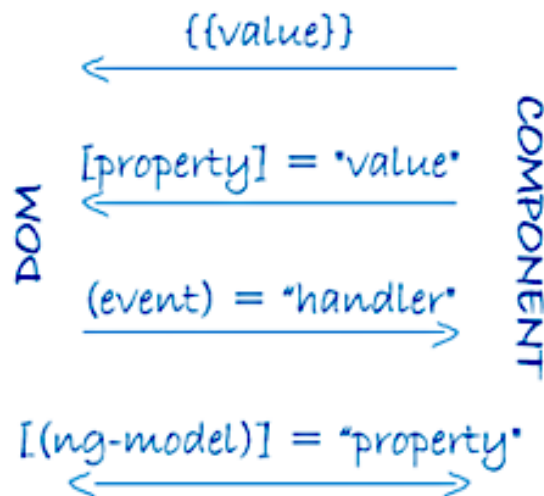 {{value}}
[property] = "value"
(event) = "handler"
[(ng-model)] = "property"
DOM
COMPONENT